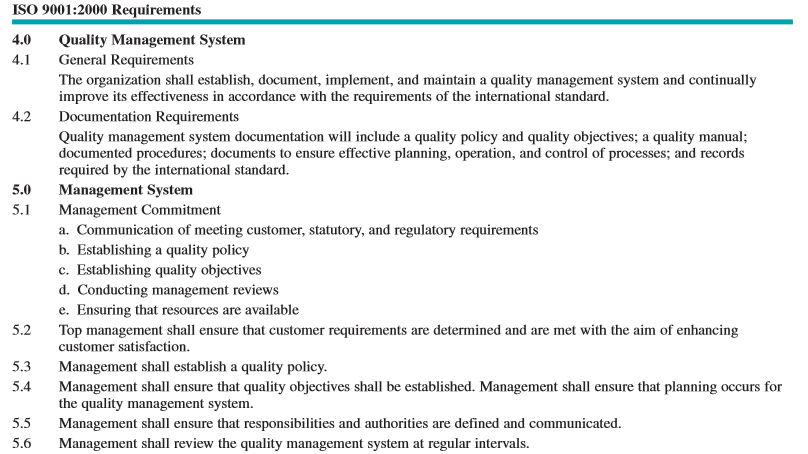 ISO 9001:2000 Requirements
4.0 Quality Management System
4.1 General Requirements
The organization shall establish, document, implement, and maintain a quality management system and continually
improve its effectiveness in accordance with the requirements of the international standard.
4.2 Documentation Requirements
Quality management system documentation will include a quality policy and quality objectives; a quality manual;
documented procedures; documents to ensure effective planning, operation, and control of processes; and records
required by the international standard.
5.0 Management System
5.1 Management Commitment
a. Communication of meeting customer, statutory, and regulatory requirements
b. Establishing a quality policy
c. Establishing quality objectives
d. Conducting management reviews
e. Ensuring that resources are available
5.2 Top management shall ensure that customer requirements are determined and are met with the aim of enhancing
customer satisfaction.
5.3 Management shall establish a quality policy.
5.4 Management shall ensure that quality objectives shall be established. Management shall ensure that planning occurs for
the quality management system.
5.5 Management shall ensure that responsibilities and authorities are defined and communicated.
5.6 Management shall review the quality management system at regular intervals.